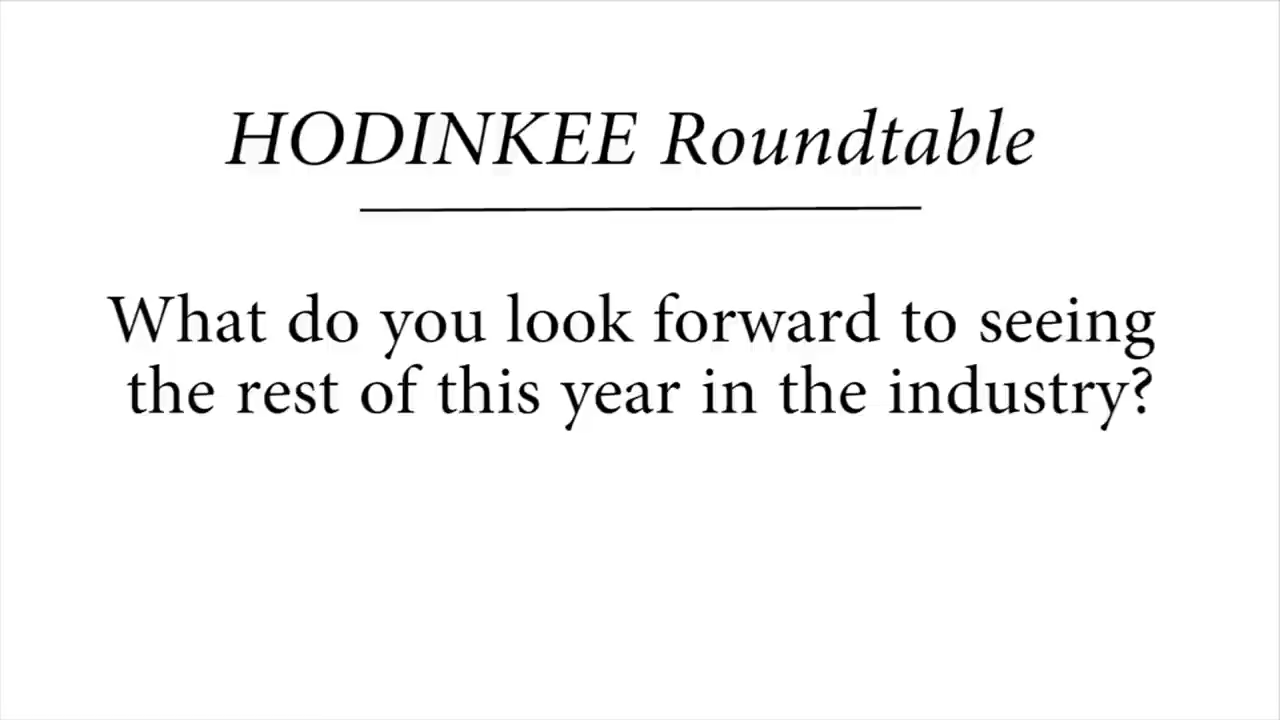 HODINKEE Roundtable
What do you look forward to seeing
the rest of this year in the industry?